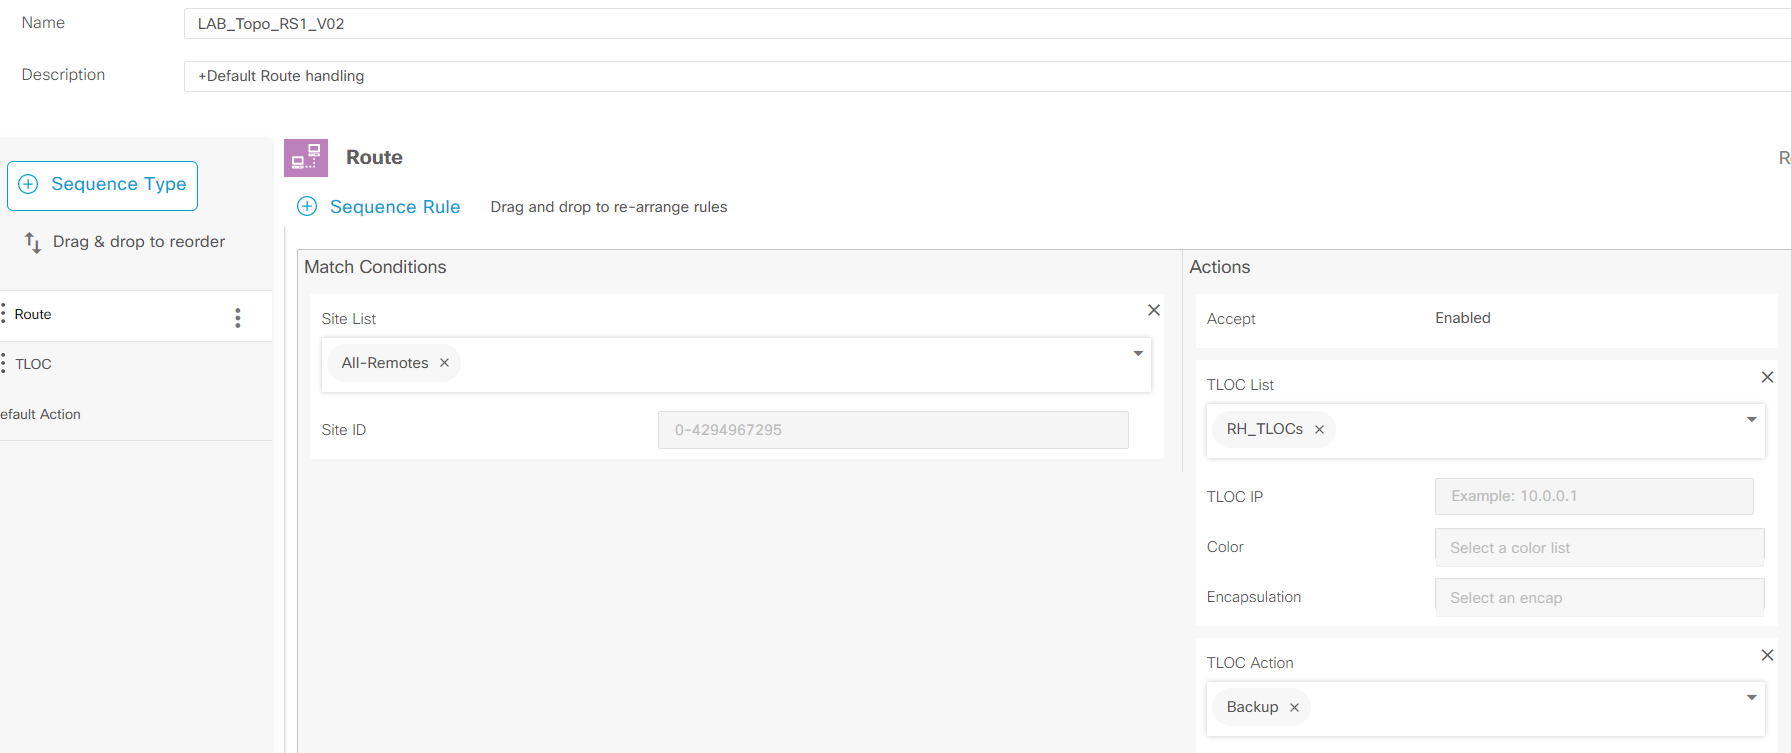 Name
LAB_Topo_RS1_V02
Description
+Default Route handling
Sequence Type
Drag & drop to reorder
Route
TLOC
efault Action
Route
Sequence Rule
Drag and drop to re-arrange rules
Match Conditions
Site List
All-Remotes
Site ID
0-4294967295
Actions
Accept
Enabled
TLOC List
RH_TLOCs
TLOC IP
Example: 10.0.0.1
Color
Select a color list
Encapsulation
Select an encap
TLOC Action
Backup